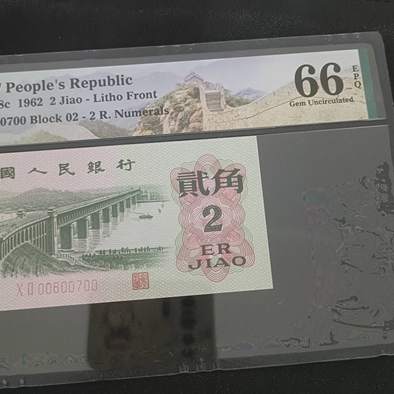 People's Republic
8c 1962 2 Jiao - Litho Front
0700 Block 02 - 2 R. Numerals
66 EPQ
Gem Uncirculated
國人民銀行
貳角
2
ER
JIAO
X II 00600700